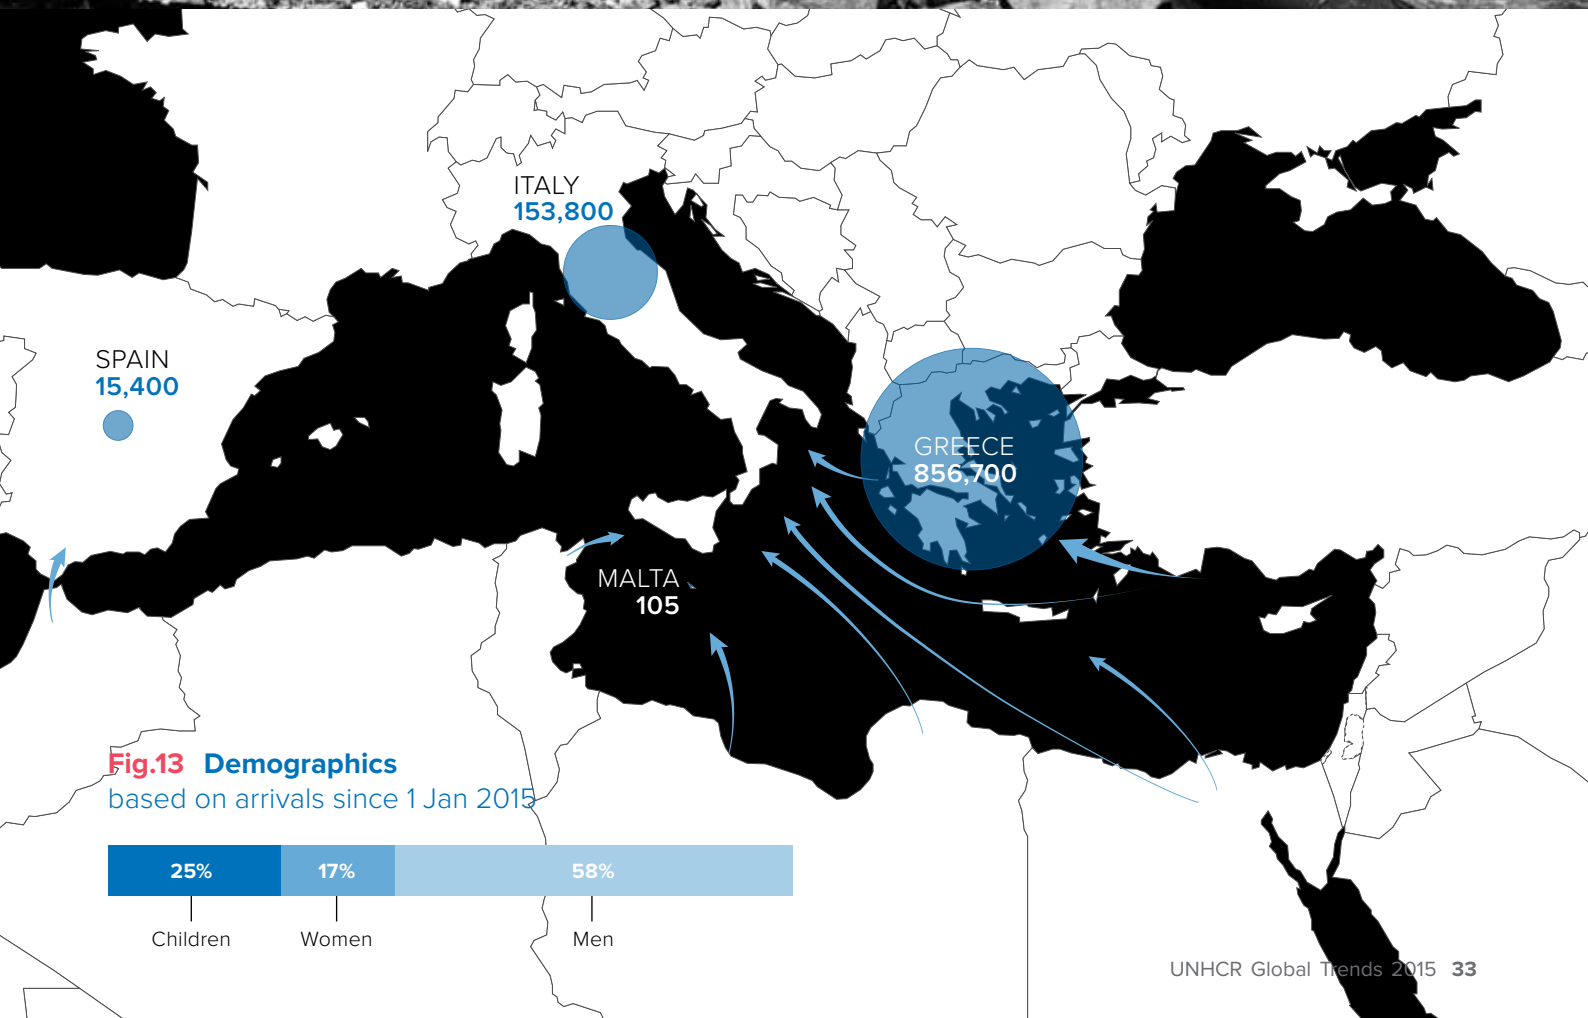 ITALY
153,800
SPAIN
15,400
GREECE
856,700
MALTA
105
Fig.13 Demographics
based on arrivals since 1 Jan 2015
25% 17% 58%
Children Women Men
UNHCR Global Trends 2015 33